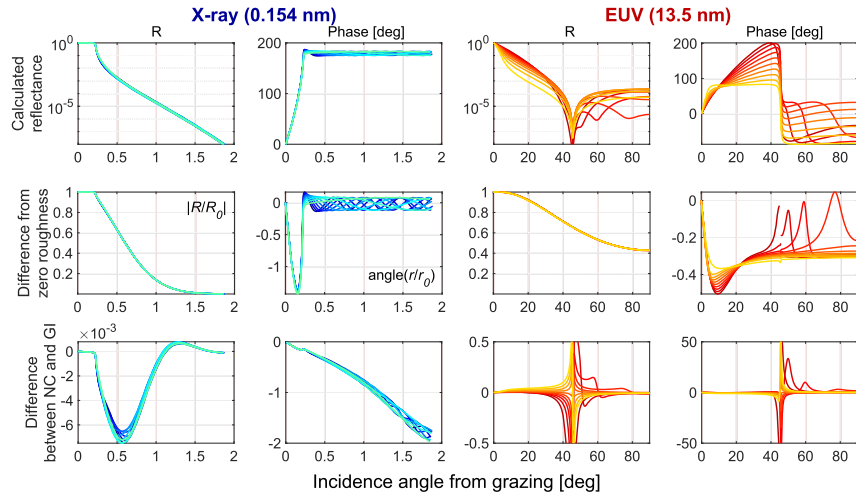 X-ray (0.154 nm)
EUV (13.5 nm)
R
Phase [deg]
R
Phase [deg]
Calculated
reflectance
10^0
10^-5
0 0.5 1 1.5 2
200
100
0
0 0.5 1 1.5 2
10^0
10^-5
0 20 40 60 80
200
100
0
0 20 40 60 80
Difference from
zero roughness
|R/R_0|
1
0.8
0.6
0.4
0.2
0 0.5 1 1.5 2
angle(r/r_0)
0
-0.5
-1
0 0.5 1 1.5 2
1
0.8
0.6
0.4
0.2
0 20 40 60 80
0
-0.2
-0.4
0 20 40 60 80
Difference
between NC and GI
×10^-3
0
-2
-4
-6
0 0.5 1 1.5 2
0
-1
-2
0 0.5 1 1.5 2
0.5
0
-0.5
0 20 40 60 80
50
0
-50
0 20 40 60 80
Incidence angle from grazing [deg]